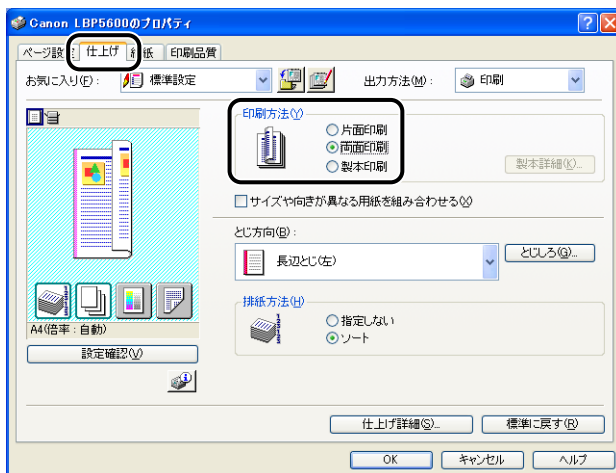 Canon LBP5600のプロパティ
ページ設定 仕上げ 給紙 印刷品質
お気に入り(F): 標準設定 出力方法(M): 印刷
印刷方法(Y)
片面印刷
両面印刷
製本印刷
製本詳細(K)...
サイズや向きが異なる用紙を組み合わせる(X)
とじ方向(B):
長辺とじ(左)
とじしろ(G)...
排紙方法(H)
指定しない
ソート
A4(倍率:自動)
設定確認(V)
仕上げ詳細(S)... 標準に戻す(R)
OK キャンセル ヘルプ